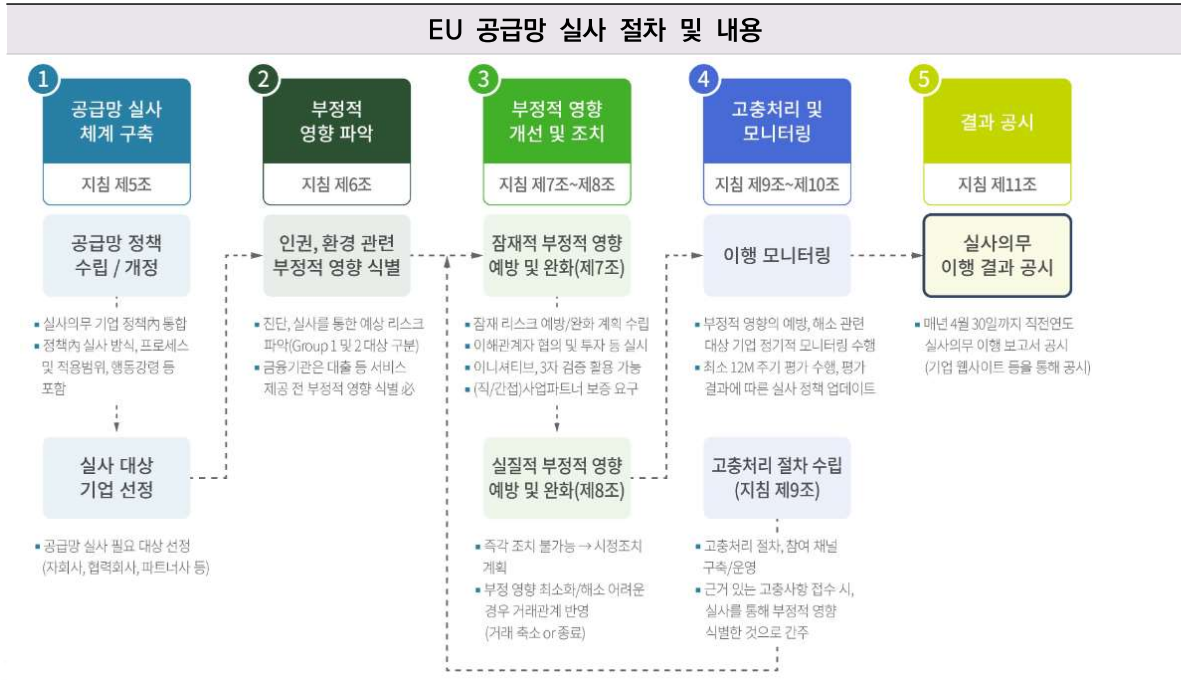 EU 공급망 실사 절차 및 내용
1
공급망 실사
체계 구축
지침 제5조
공급망 정책
수립 / 개정
▪ 실사의무 기업 정책內 통합
▪ 정책內 실사 방식, 프로세스
및 적용범위, 행동강령 등
포함
실사 대상
기업 선정
▪ 공급망 실사 필요 대상 선정
(자회사, 협력회사, 파트너사 등)
2
부정적
영향 파악
지침 제6조
인권, 환경 관련
부정적 영향 식별
▪ 진단, 실사를 통한 예상 리스크
파악(Group 1 및 2 대상 구분)
▪ 금융기관은 대출 등 서비스
제공 전 부정적 영향 식별 必
3
부정적 영향
개선 및 조치
지침 제7조~제8조
잠재적 부정적 영향
예방 및 완화(제7조)
▪ 잠재 리스크 예방/완화 계획 수립
▪ 이해관계자 협의 및 투자 등 실시
▪ 이니셔티브, 3자 검증 활용 가능
▪ (직/간접)사업파트너 보증 요구
실질적 부정적 영향
예방 및 완화(제8조)
▪ 즉각 조치 불가능 → 시정조치
계획
▪ 부정 영향 최소화/해소 어려운
경우 거래관계 반영
(거래 축소 or 종료)
4
고충처리 및
모니터링
지침 제9조~제10조
이행 모니터링
▪ 부정적 영향의 예방, 해소 관련
대상 기업 정기적 모니터링 수행
▪ 최소 12M 주기 평가 수행, 평가
결과에 따른 실사 정책 업데이트
고충처리 절차 수립
(지침 제9조)
▪ 고충처리 절차, 참여 채널
구축/운영
▪ 근거 있는 고충사항 접수 시,
실사를 통해 부정적 영향
식별한 것으로 간주
5
결과 공시
지침 제11조
실사의무
이행 결과 공시
▪ 매년 4월 30일까지 직전연도
실사의무 이행 보고서 공시
(기업 웹사이트 등을 통해 공시)